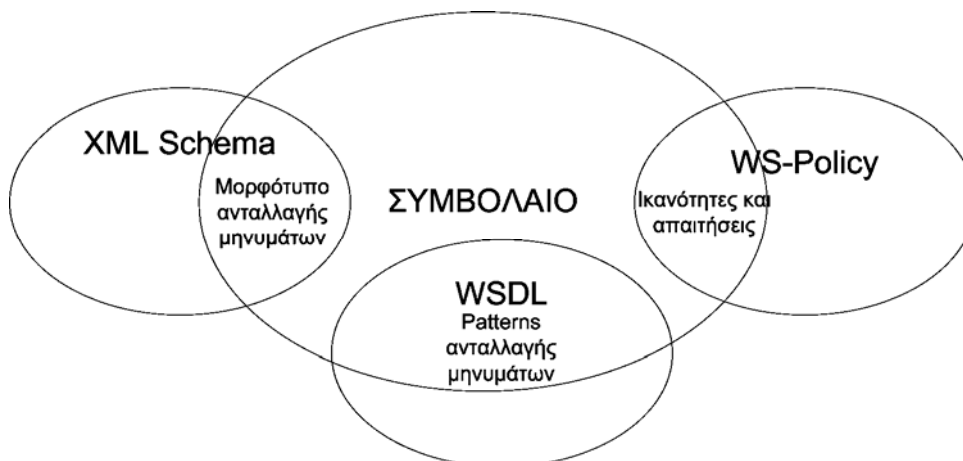 XML Schema
Μορφότυπο
ανταλλαγής
μηνυμάτων
ΣΥΜΒΟΛΑΙΟ
WS-Policy
Ικανότητες και
απαιτήσεις
WSDL
Patterns
ανταλλαγής
μηνυμάτων